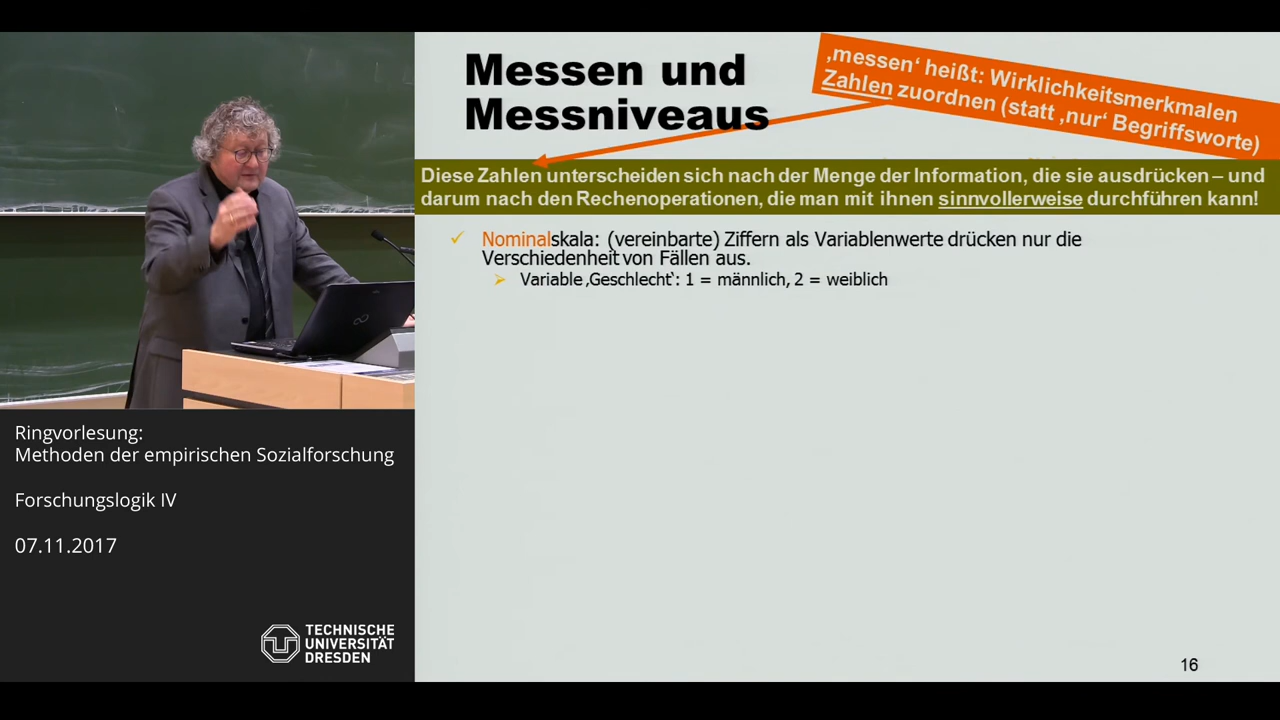 Messen und
Messniveaus
‚messen‘ heißt: Wirklichkeitsmerkmalen
Zahlen zuordnen (statt ‚nur‘ Begriffsworte)
Diese Zahlen unterscheiden sich nach der Menge der Information, die sie ausdrücken – und
darum nach den Rechenoperationen, die man mit ihnen sinnvollerweise durchführen kann!
Nominalskala: (vereinbarte) Ziffern als Variablenwerte drücken nur die
Verschiedenheit von Fällen aus.
Variable ‚Geschlecht‘: 1 = männlich, 2 = weiblich
16
Ringvorlesung:
Methoden der empirischen Sozialforschung
Forschungslogik IV
07.11.2017
TECHNISCHE
UNIVERSITÄT
DRESDEN